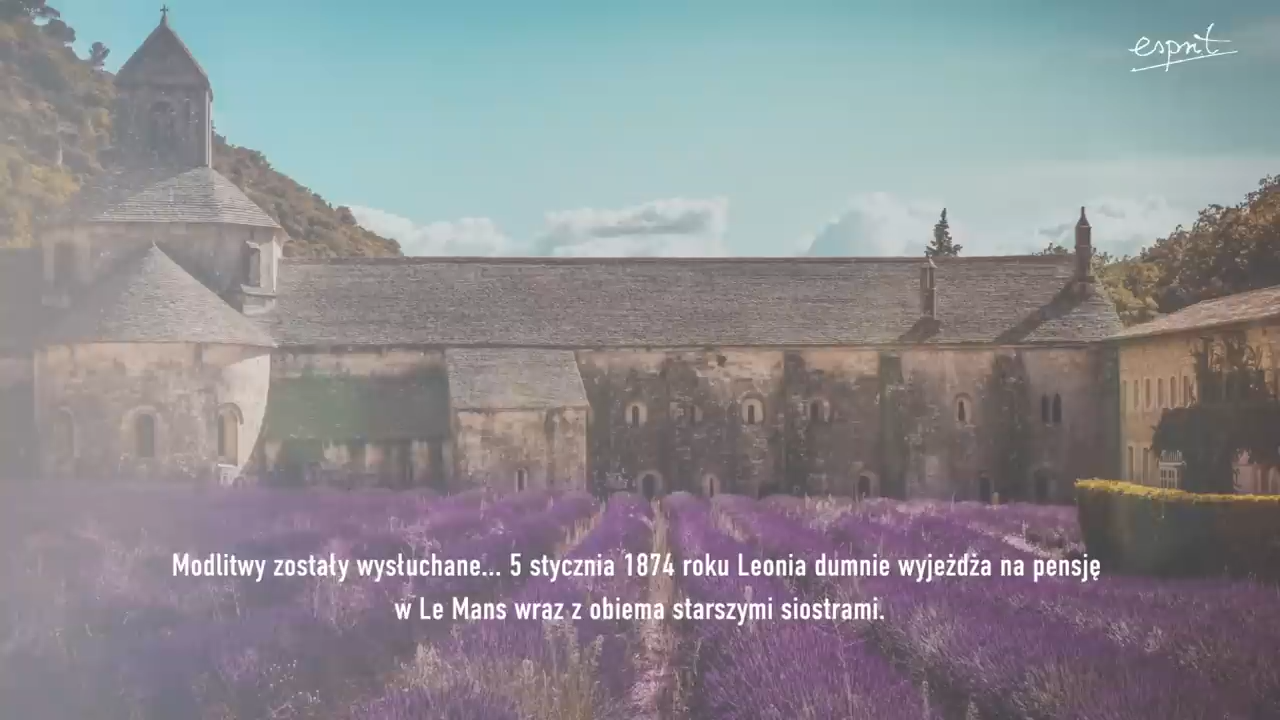 esprit
Modlitwy zostały wysłuchane... 5 stycznia 1874 roku Leonia dumnie wyjeżdża na pensję
w Le Mans wraz z obiema starszymi siostrami.